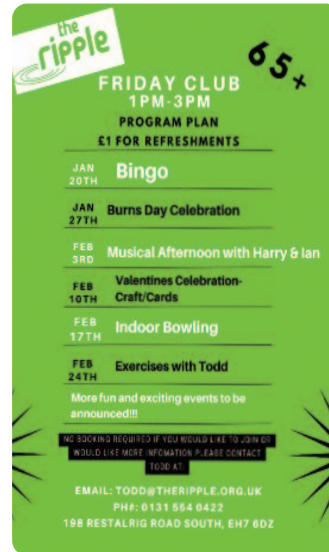 the
ripple
65+
FRIDAY CLUB
1PM-3PM
PROGRAM PLAN
£1 FOR REFRESHMENTS
JAN
20TH
Bingo
JAN
27TH
Burns Day Celebration
FEB
3RD
Musical Afternoon with Harry & Ian
FEB
10TH
Valentines Celebration-
Craft/Cards
FEB
17TH
Indoor Bowling
FEB
24TH
Exercises with Todd
More fun and exciting events to be
announced!!!
NO BOOKING REQUIRED IF YOU WOULD LIKE TO JOIN OR
WOULD LIKE MORE INFOMATION PLEASE CONTACT
TODD AT:
EMAIL: TODD@THERIPPLE.ORG.UK
PH#: 0131 554 0422
198 RESTALRIG ROAD SOUTH, EH7 6DZ